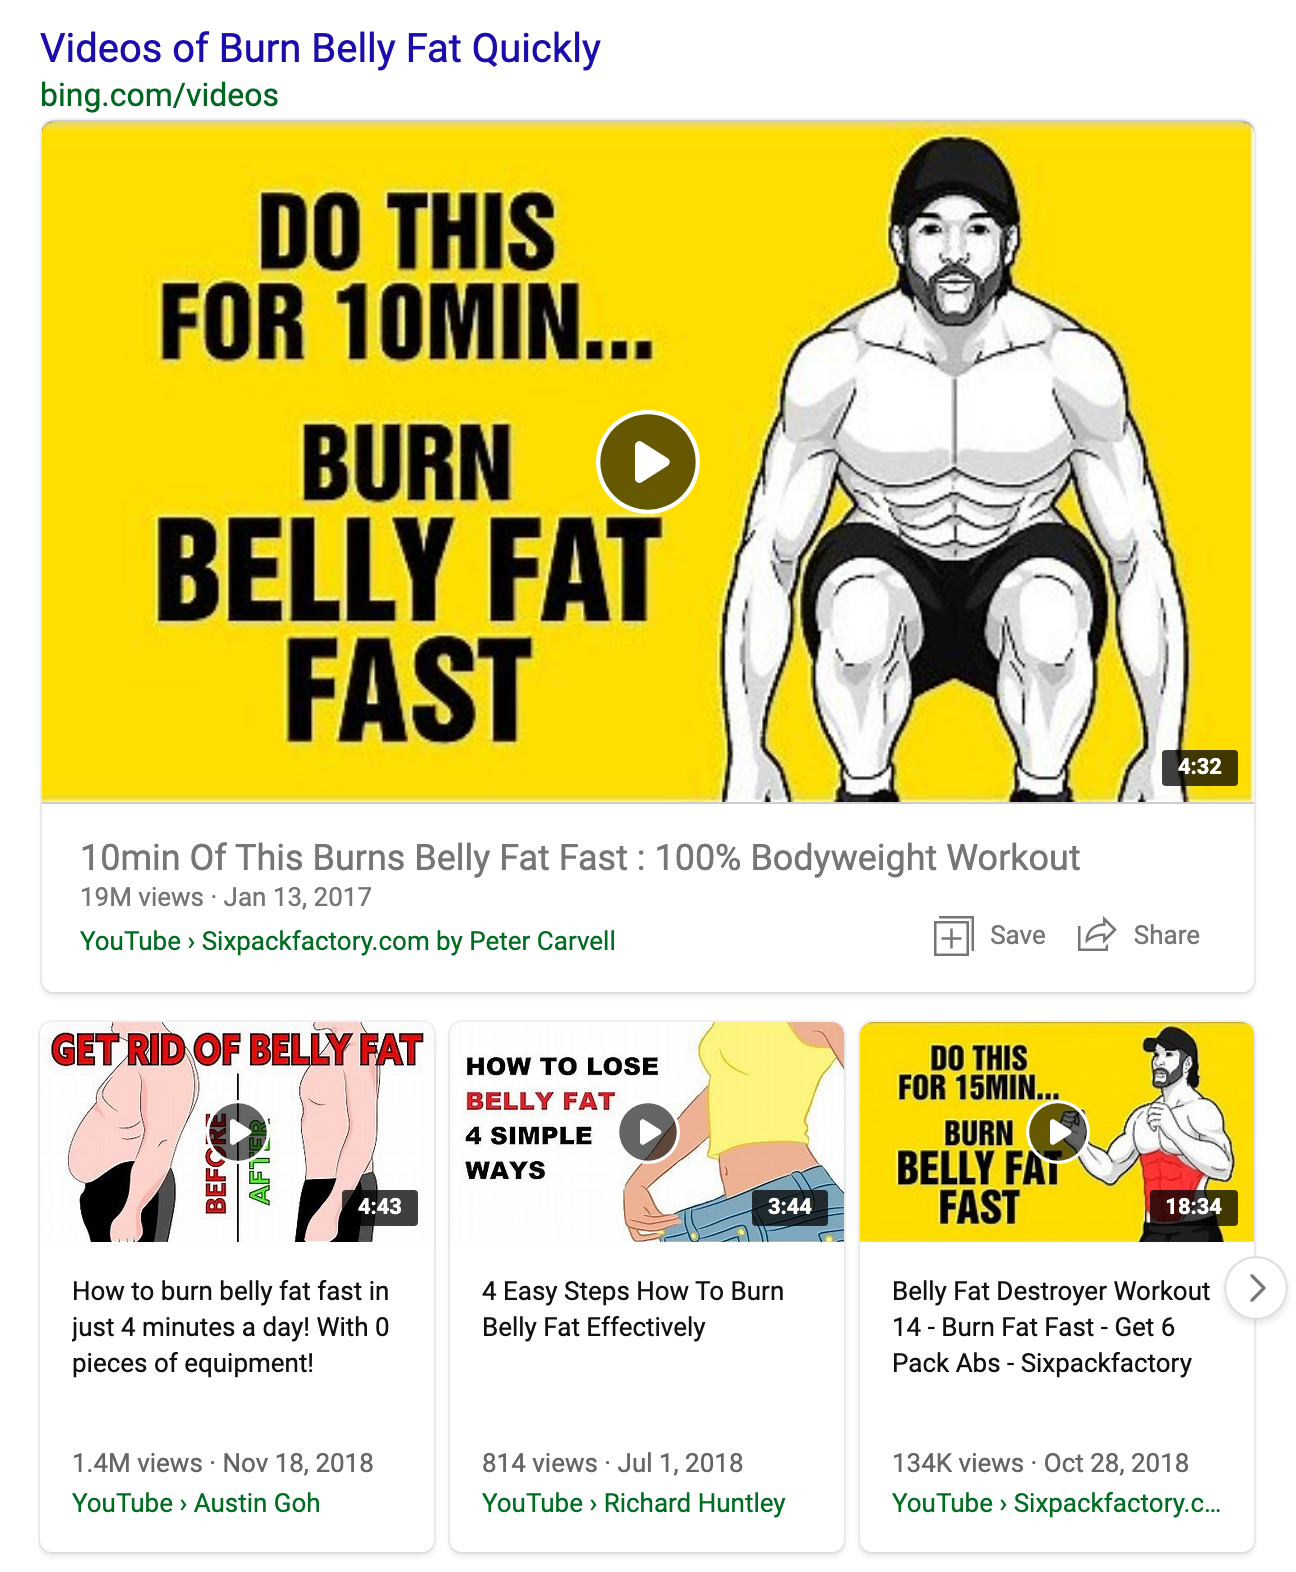 Videos of Burn Belly Fat Quickly
bing.com/videos
DO THIS
FOR 10MIN...
BURN
BELLY FAT
FAST
4:32
10min Of This Burns Belly Fat Fast : 100% Bodyweight Workout
19M views · Jan 13, 2017
YouTube › Sixpackfactory.com by Peter Carvell
Save
Share
GET RID OF BELLY FAT
BEFORE
AFTER
4:43
How to burn belly fat fast in
just 4 minutes a day! With 0
pieces of equipment!
1.4M views · Nov 18, 2018
YouTube › Austin Goh
HOW TO LOSE
BELLY FAT
4 SIMPLE
WAYS
3:44
4 Easy Steps How To Burn
Belly Fat Effectively
814 views · Jul 1, 2018
YouTube › Richard Huntley
DO THIS
FOR 15MIN...
BURN
BELLY FAT
FAST
18:34
Belly Fat Destroyer Workout
14 - Burn Fat Fast - Get 6
Pack Abs - Sixpackfactory
134K views · Oct 28, 2018
YouTube › Sixpackfactory.c...